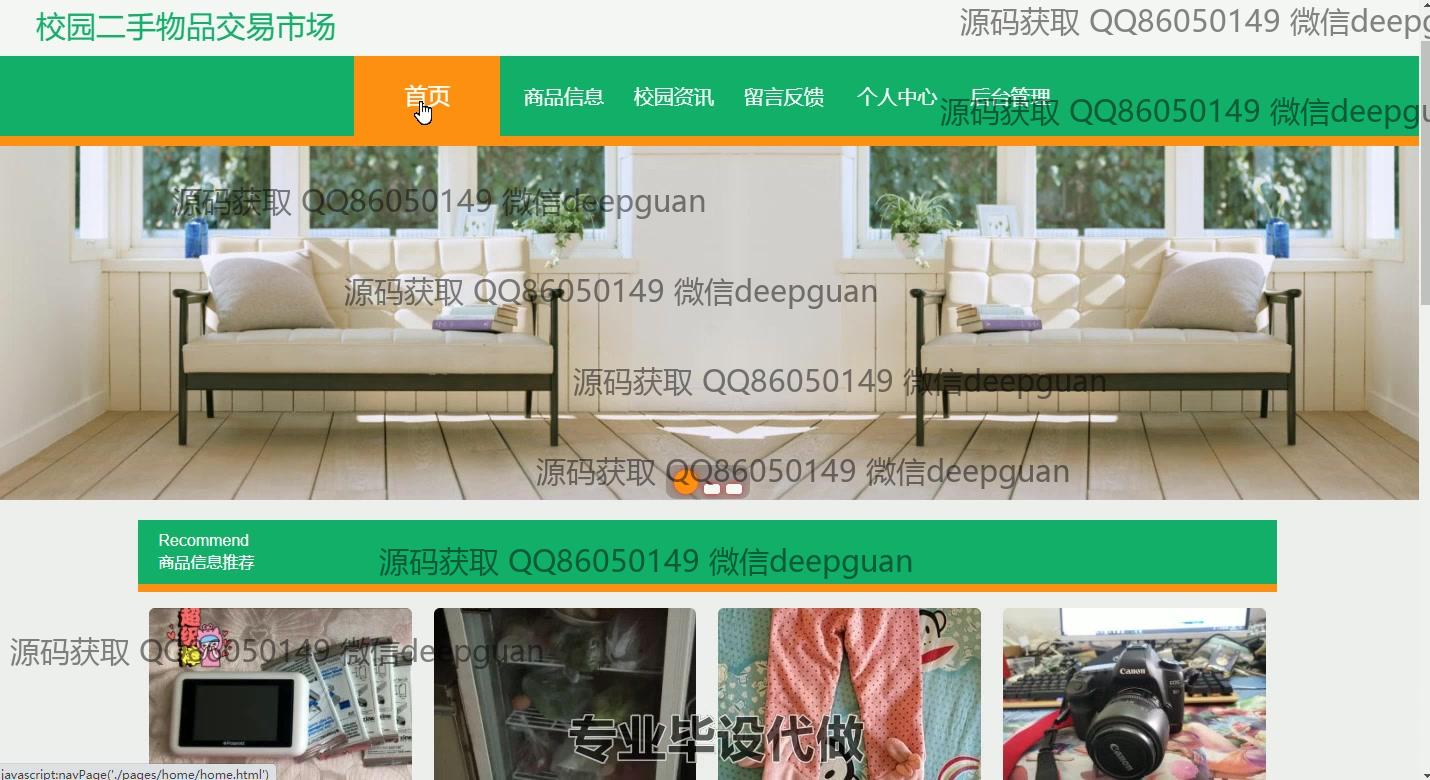 校园二手物品交易市场
源码获取 QQ86050149 微信deepg
首页
商品信息
校园资讯
留言反馈
个人中心
后台管理
源码获取 QQ86050149 微信deepgu
源码获取 QQ86050149 微信deepguan
源码获取 QQ86050149 微信deepguan
源码获取 QQ86050149 微信deepguan
源码获取 QQ86050149 微信deepguan
Recommend
商品信息推荐
源码获取 QQ86050149 微信deepguan
源码获取 QQ86050149 微信deepguan
Canon
Canon
Polaroid
专业毕设代做
javascript:navPage('./pages/home/home.html')